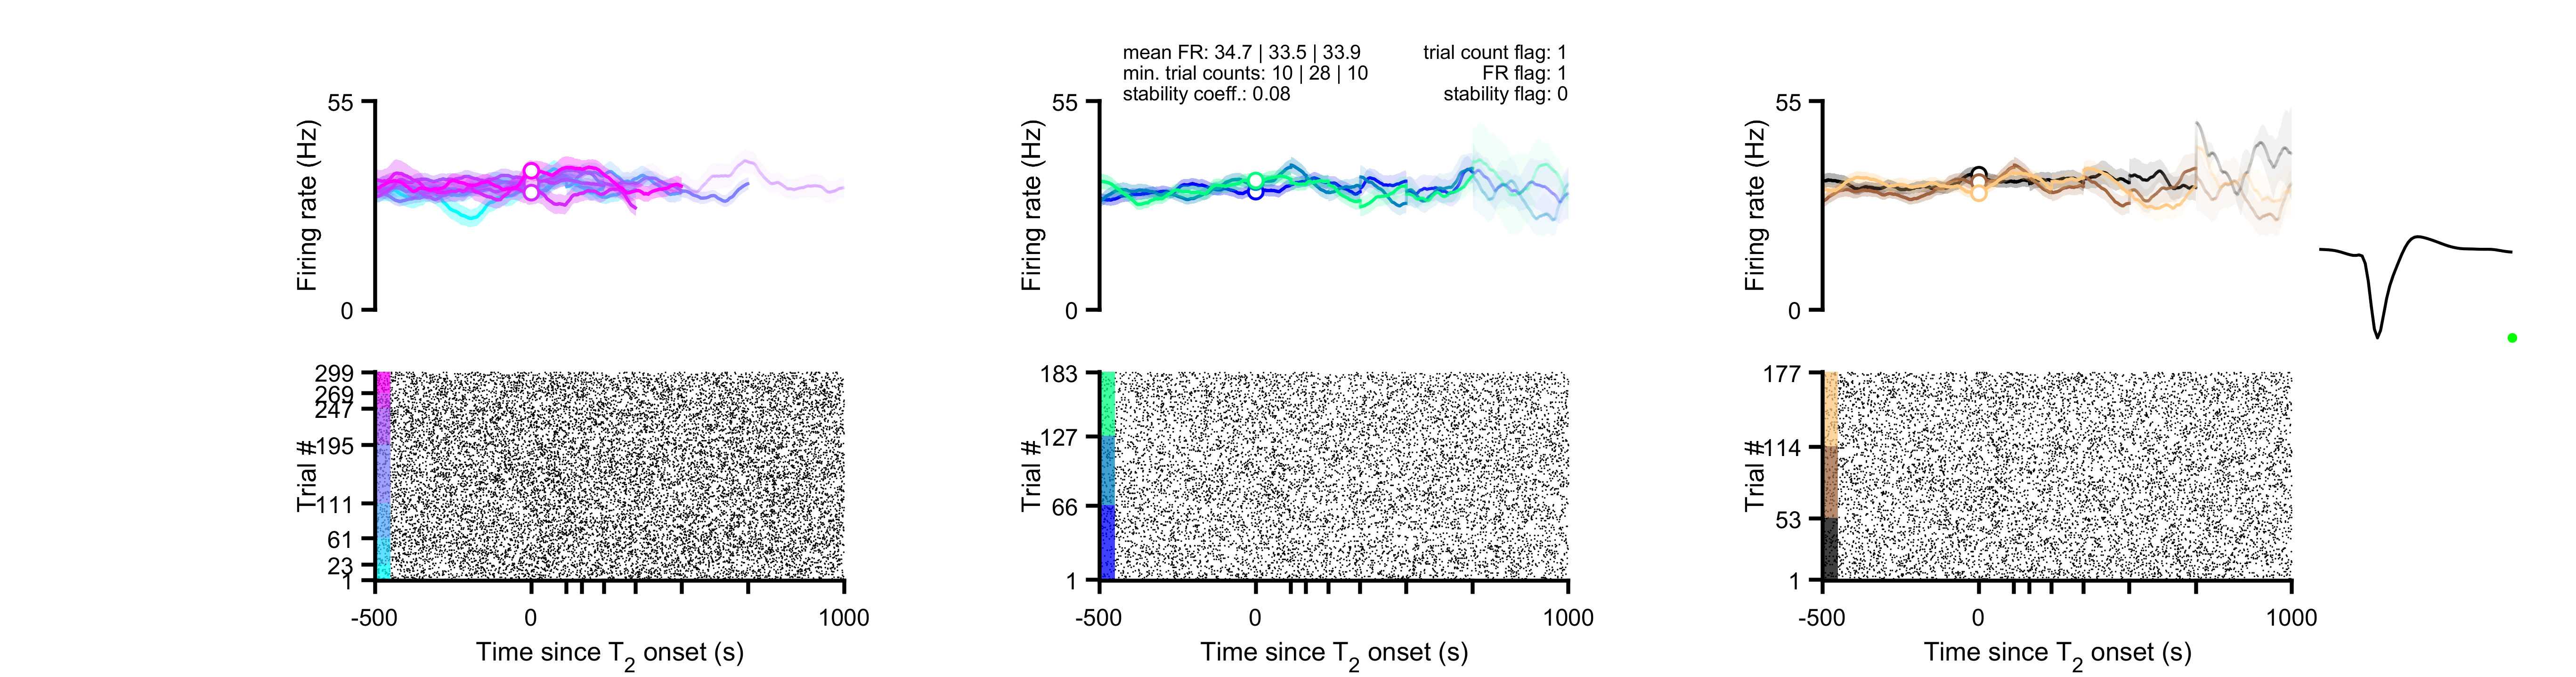 mean FR: 34.7 | 33.5 | 33.9
min. trial counts: 10 | 28 | 10
stability coeff.: 0.08
trial count flag: 1
FR flag: 1
stability flag: 0
55
Firing rate (Hz)
0
55
Firing rate (Hz)
0
55
Firing rate (Hz)
0
299
269
247
195
111
61
23
1
Trial #
-500 0 1000
Time since T2 onset (s)
183
127
66
1
Trial #
-500 0 1000
Time since T2 onset (s)
177
114
53
1
Trial #
-500 0 1000
Time since T2 onset (s)